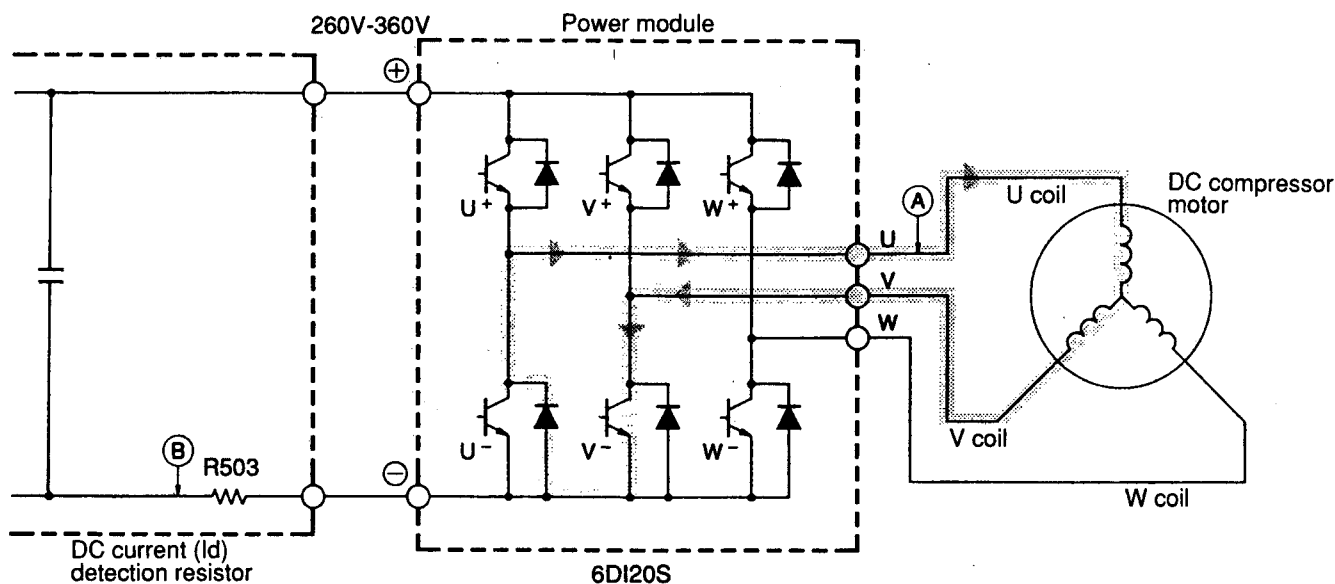 260V-360V
Power module
⊕
U+
V+
W+
A
U coil
DC compressor
motor
U
V
W
B
R503
⊖
U−
V−
W−
V coil
W coil
DC current (Id)
detection resistor
6DI20S